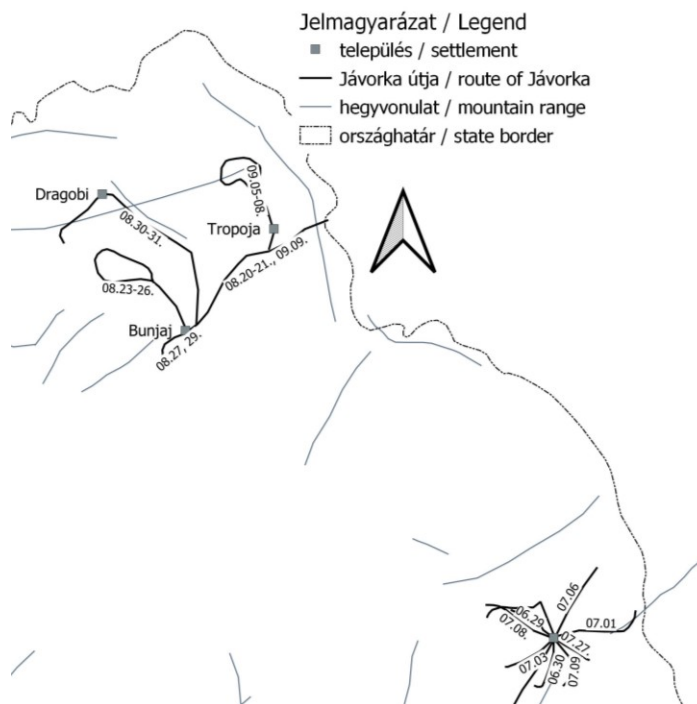 Jelmagyarázat / Legend
település / settlement
Jávorka útja / route of Jávorka
hegyvonulat / mountain range
országhatár / state border
Dragobi
08.30-31.
09.05-08.
Tropoja
08.20-21., 09.09.
08.23-26.
Bunjaj
08.27, 29.
07.06
06.29
07.08.
07.01
07.27.
07.03
06.30
07.09